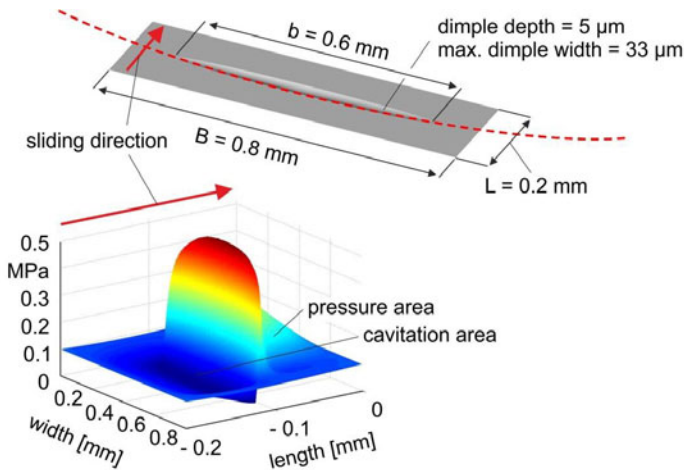 dimple depth = 5 µm
max. dimple width = 33 µm
b = 0.6 mm
sliding direction
B = 0.8 mm
L = 0.2 mm
0.5
MPa
0.3
0.2
0.1
0
pressure area
cavitation area
0.2
0.4
0.6
0.8
width [mm]
- 0.2
- 0.1
0
length [mm]